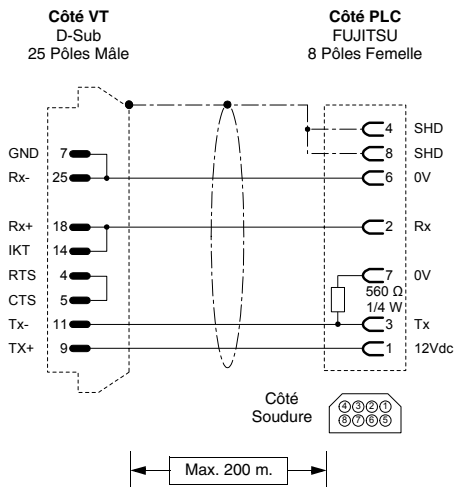 Côté VT
D-Sub
25 Pôles Mâle
Côté PLC
FUJITSU
8 Pôles Femelle
4 SHD
GND 7
8 SHD
Rx- 25
6 0V
Rx+ 18
2 Rx
IKT 14
RTS 4
7 0V
CTS 5
560 Ω
1/4 W
Tx- 11
3 Tx
TX+ 9
1 12Vdc
Côté
Soudure
4 3 2 1
8 7 6 5
Max. 200 m.